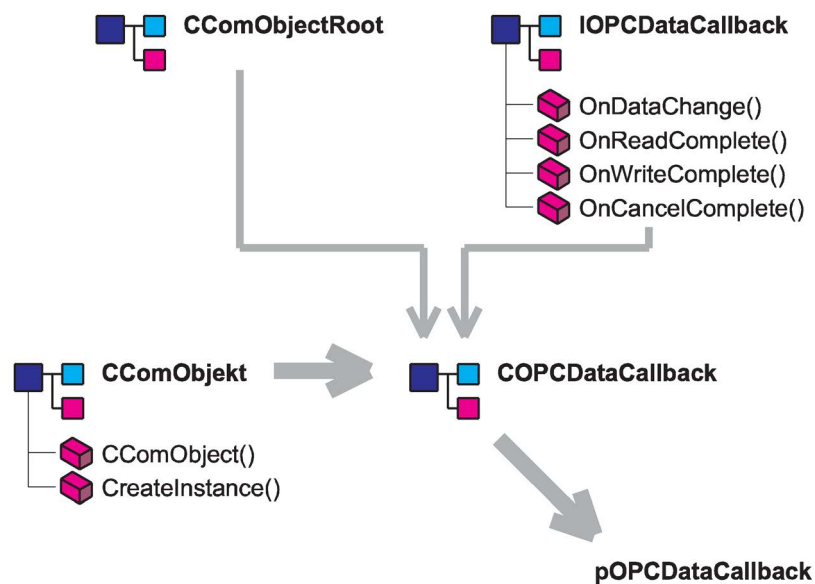 CComObjectRoot
IOPCDataCallback
OnDataChange()
OnReadComplete()
OnWriteComplete()
OnCancelComplete()
CComObjekt
CComObject()
CreateInstance()
COPCDataCallback
pOPCDataCallback